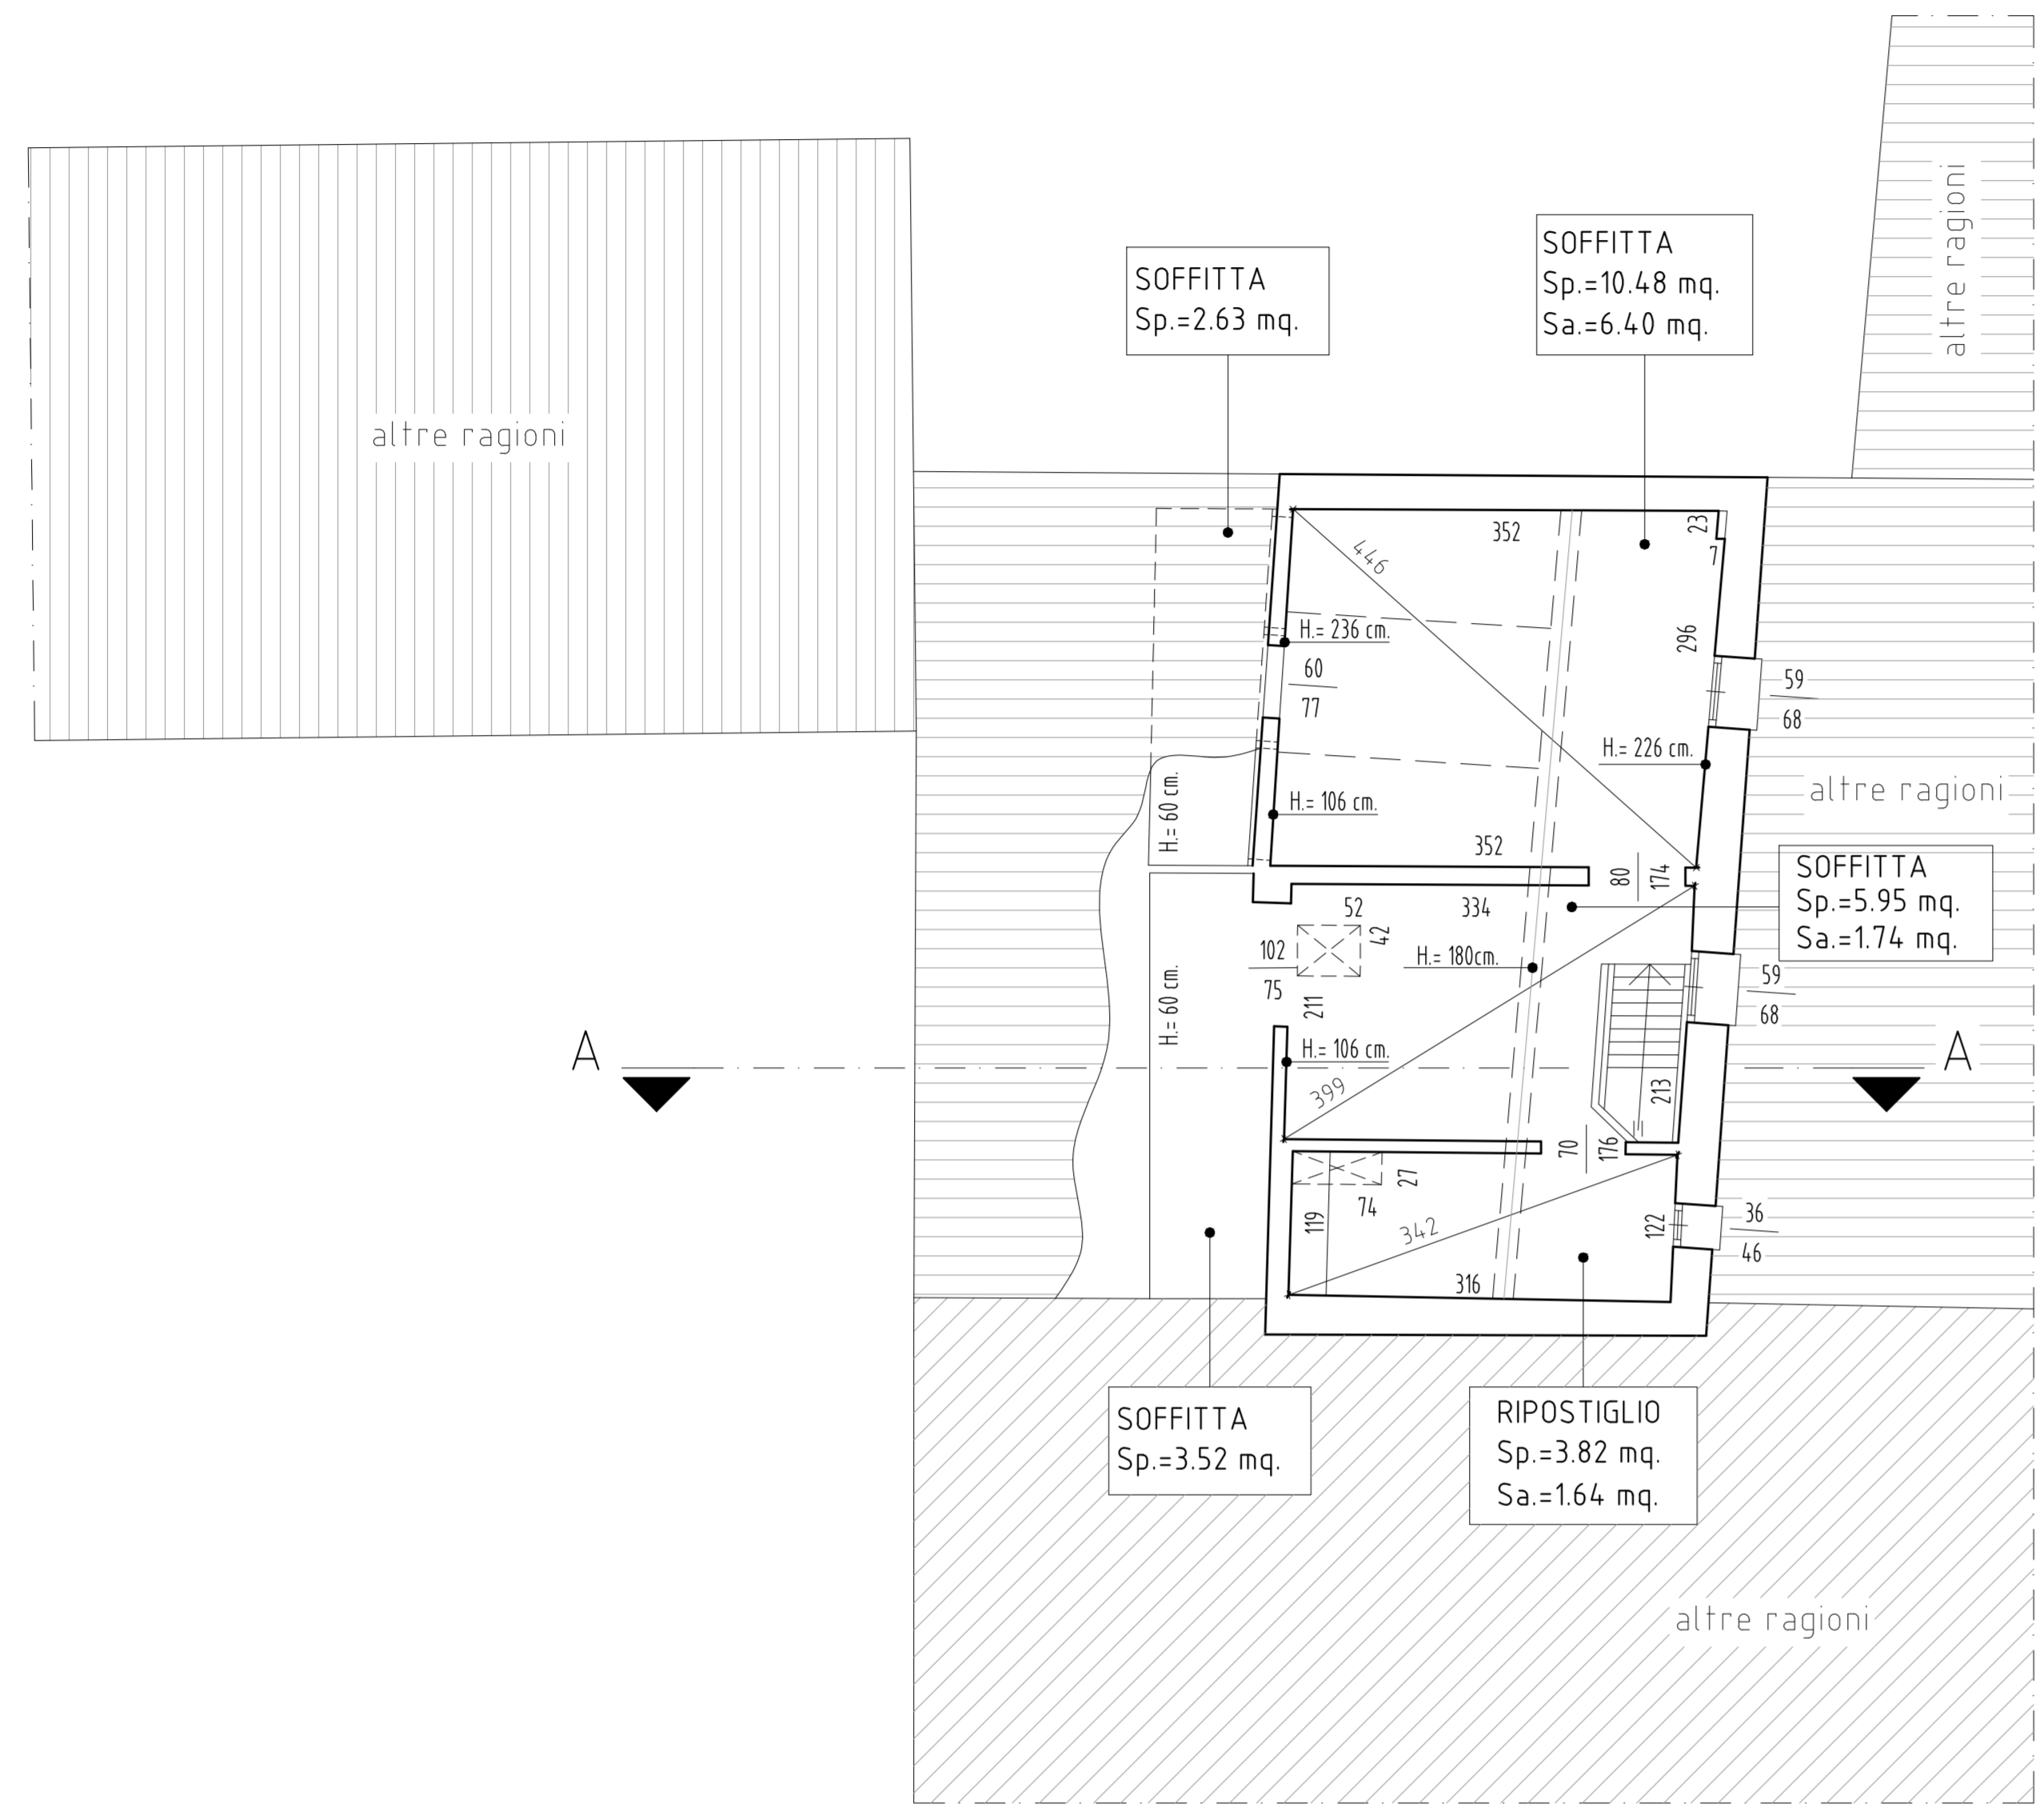 altre ragioni
SOFFITTA
Sp.=10.48 mq.
Sa.=6.40 mq.
SOFFITTA
Sp.=2.63 mq.
altre ragioni
352
23
7
446
H.= 236 cm.
296
60
77
59
68
H.= 226 cm.
altre ragioni
H.= 60 cm.
H.= 106 cm.
352
80
174
SOFFITTA
Sp.=5.95 mq.
Sa.=1.74 mq.
52
334
42
102
75
H.= 180cm.
59
68
211
H.= 60 cm.
A
H.= 106 cm.
A
399
213
70
176
27
74
119
342
122
36
46
316
SOFFITTA
Sp.=3.52 mq.
RIPOSTIGLIO
Sp.=3.82 mq.
Sa.=1.64 mq.
altre ragioni